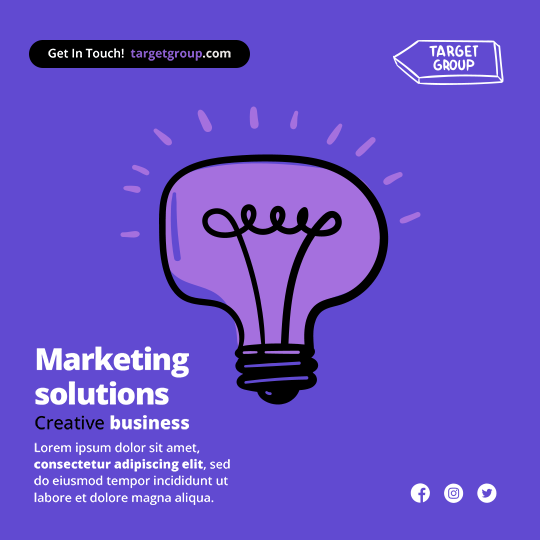 Get In Touch! targetgroup.com
TARGET
GROUP
Marketing
solutions
Creative business
Lorem ipsum dolor sit amet,
consectetur adipiscing elit, sed
do eiusmod tempor incididunt ut
labore et dolore magna aliqua.